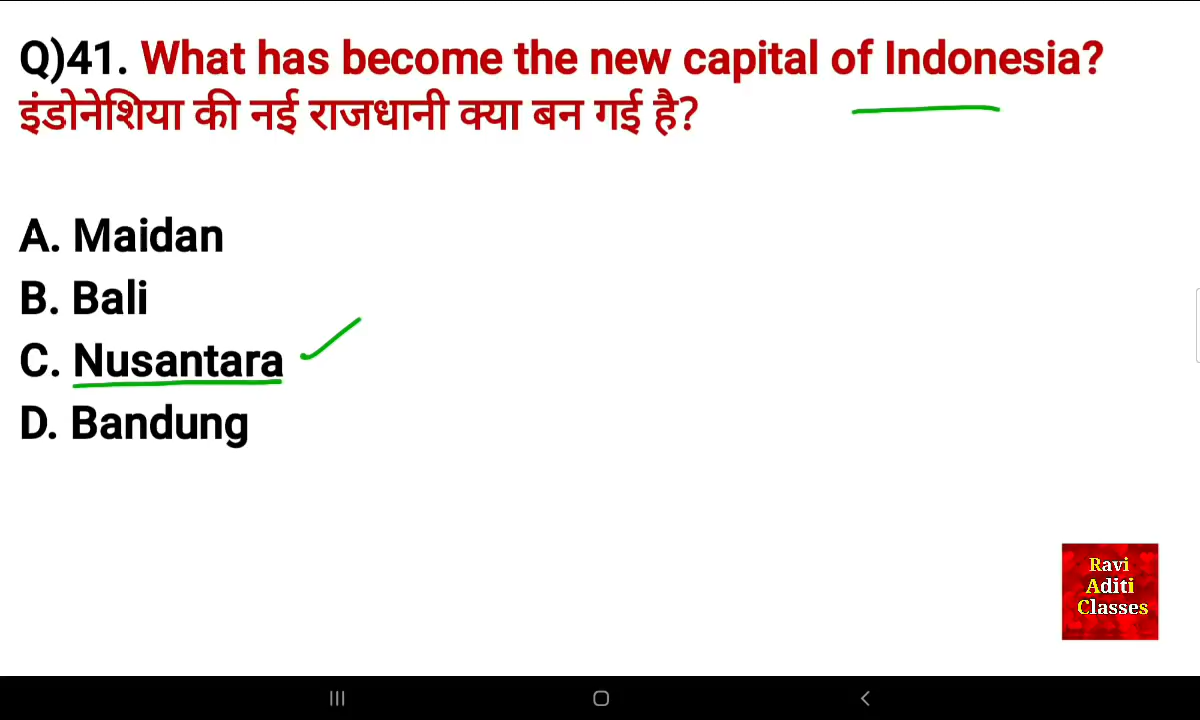 Q)41. What has become the new capital of Indonesia?
इंडोनेशिया की नई राजधानी क्या बन गई है?
A. Maidan
B. Bali
C. Nusantara
D. Bandung
Ravi
Aditi
Classes